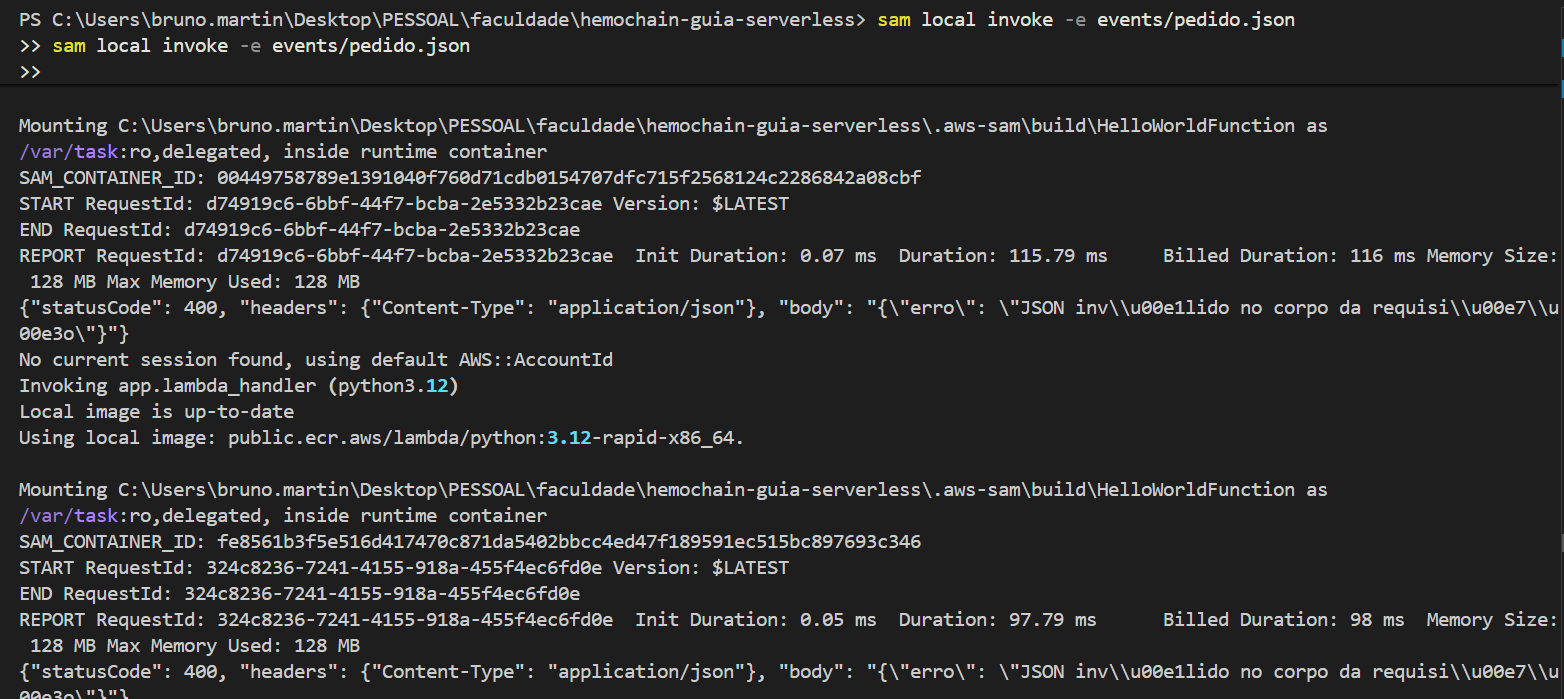 PS C:\Users\bruno.martin\Desktop\PESSOAL\faculdade\hemochain-guia-serverless> sam local invoke -e events/pedido.json
>> sam local invoke -e events/pedido.json
>>
Mounting C:\Users\bruno.martin\Desktop\PESSOAL\faculdade\hemochain-guia-serverless\.aws-sam\build\HelloWorldFunction as
/var/task:ro,delegated, inside runtime container
SAM_CONTAINER_ID: 00449758789e1391040f760d71cdb0154707dfc715f2568124c2286842a08cbf
START RequestId: d74919c6-6bbf-44f7-bcba-2e5332b23cae Version: $LATEST
END RequestId: d74919c6-6bbf-44f7-bcba-2e5332b23cae
REPORT RequestId: d74919c6-6bbf-44f7-bcba-2e5332b23cae  Init Duration: 0.07 ms  Duration: 115.79 ms     Billed Duration: 116 ms Memory Size:
 128 MB Max Memory Used: 128 MB
{"statusCode": 400, "headers": {"Content-Type": "application/json"}, "body": "{\"erro\": \"JSON inv\\u00e1lido no corpo da requisi\\u00e7\\u
00e3o\"}"}
No current session found, using default AWS::AccountId
Invoking app.lambda_handler (python3.12)
Local image is up-to-date
Using local image: public.ecr.aws/lambda/python:3.12-rapid-x86_64.
Mounting C:\Users\bruno.martin\Desktop\PESSOAL\faculdade\hemochain-guia-serverless\.aws-sam\build\HelloWorldFunction as
/var/task:ro,delegated, inside runtime container
SAM_CONTAINER_ID: fe8561b3f5e516d417470c871da5402bbcc4ed47f189591ec515bc897693c346
START RequestId: 324c8236-7241-4155-918a-455f4ec6fd0e Version: $LATEST
END RequestId: 324c8236-7241-4155-918a-455f4ec6fd0e
REPORT RequestId: 324c8236-7241-4155-918a-455f4ec6fd0e  Init Duration: 0.05 ms  Duration: 97.79 ms      Billed Duration: 98 ms  Memory Size:
 128 MB Max Memory Used: 128 MB
{"statusCode": 400, "headers": {"Content-Type": "application/json"}, "body": "{\"erro\": \"JSON inv\\u00e1lido no corpo da requisi\\u00e7\\u
00e3o\"}"}